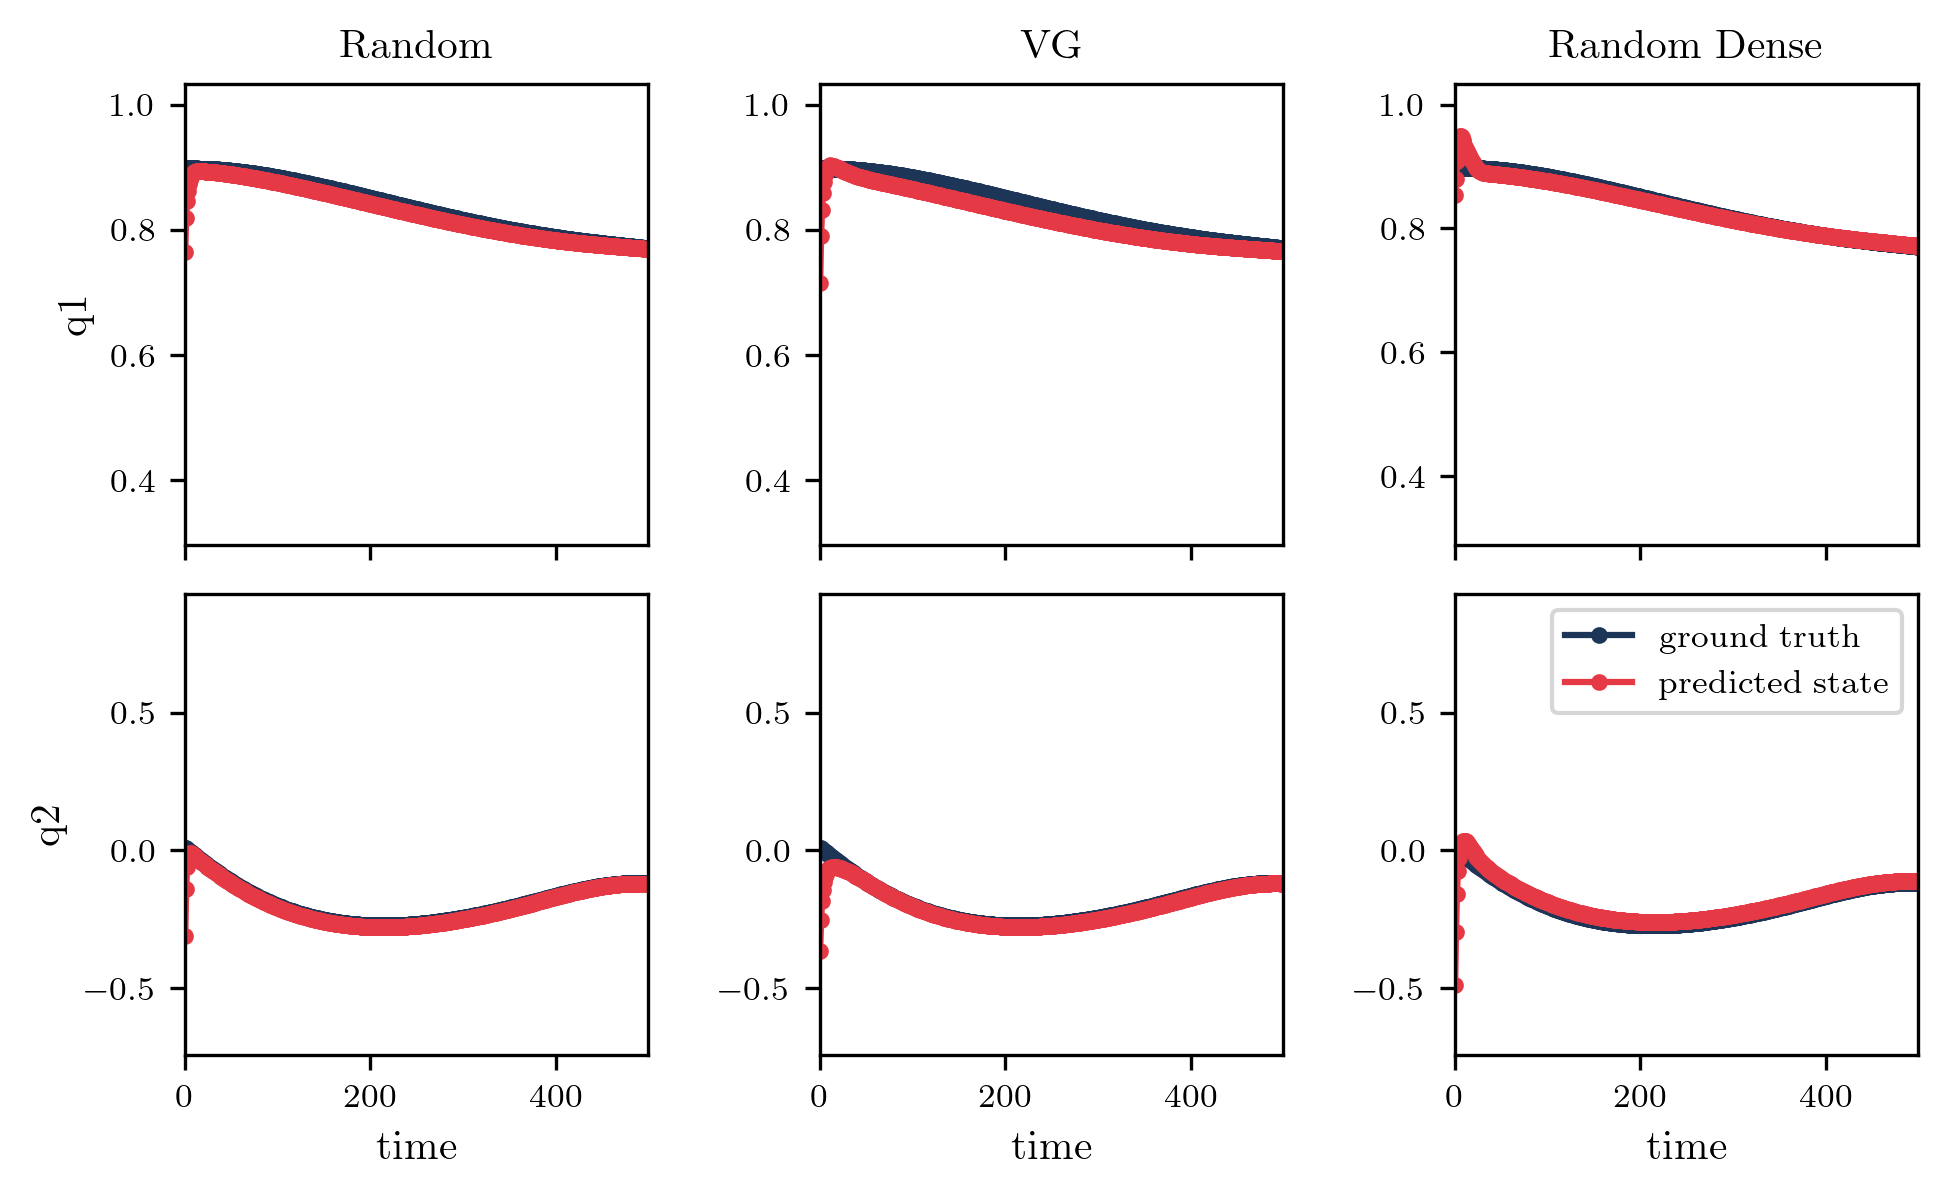 Random VG Random Dense
1.0 1.0 1.0
0.8 0.8 0.8
q1
0.6 0.6 0.6
0.4 0.4 0.4
ground truth
predicted state
0.5 0.5 0.5
q2
0.0 0.0 0.0
−0.5 −0.5 −0.5
0 200 400 0 200 400 0 200 400
time time time